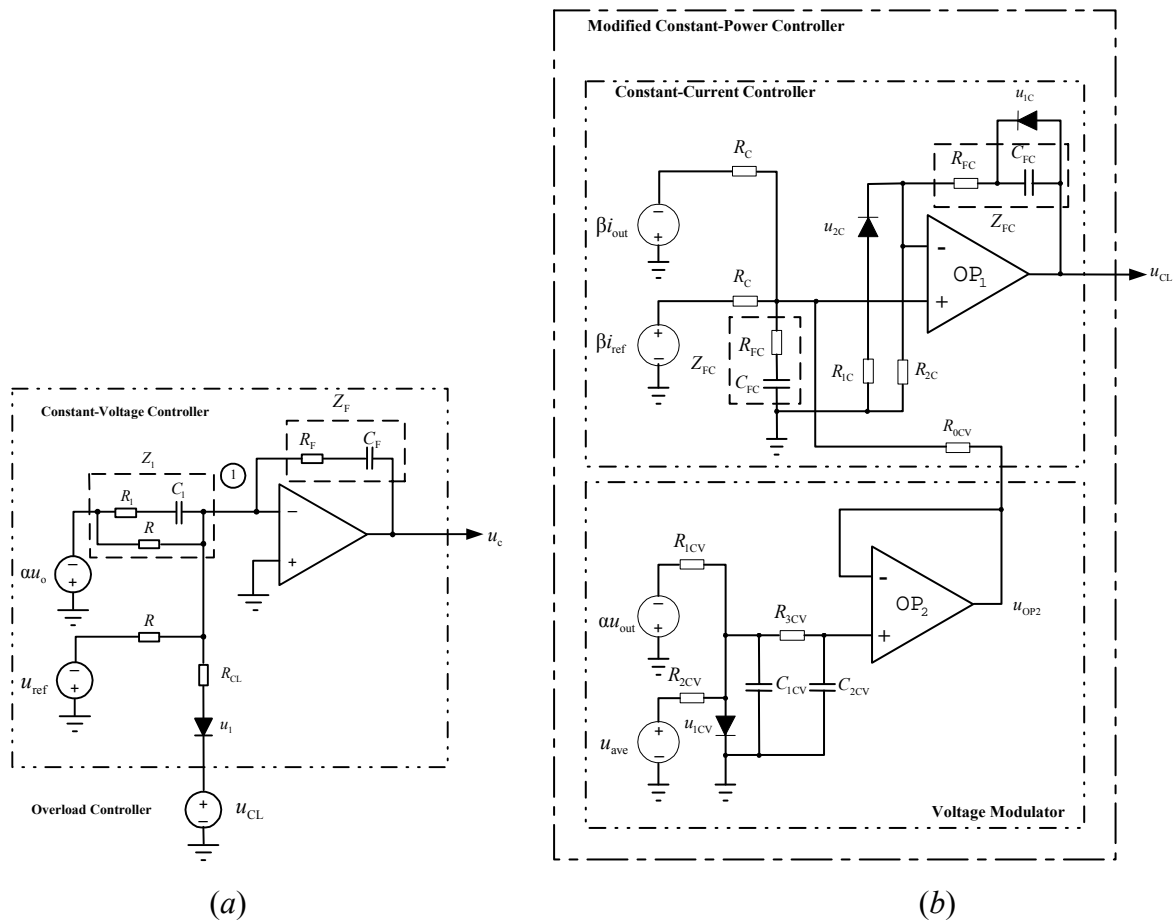 Modified Constant-Power Controller
Constant-Current Controller
u1C
RC
RFC
CFC
ZFC
βiout
−
+
u2C
-
OP1
+
uCL
RC
βiref
+
−
RFC
ZFC
CFC
R1C
R2C
R0CV
Constant-Voltage Controller
ZF
RF
CF
Z1
1
R1
C1
R
αuo
−
+
−
+
uc
R
uref
−
+
RCL
u1
Overload Controller
+
−
uCL
R1CV
αuout
−
+
-
OP2
+
uOP2
R3CV
R2CV
C1CV
C2CV
uave
+
−
u1CV
Voltage Modulator
(a)
(b)